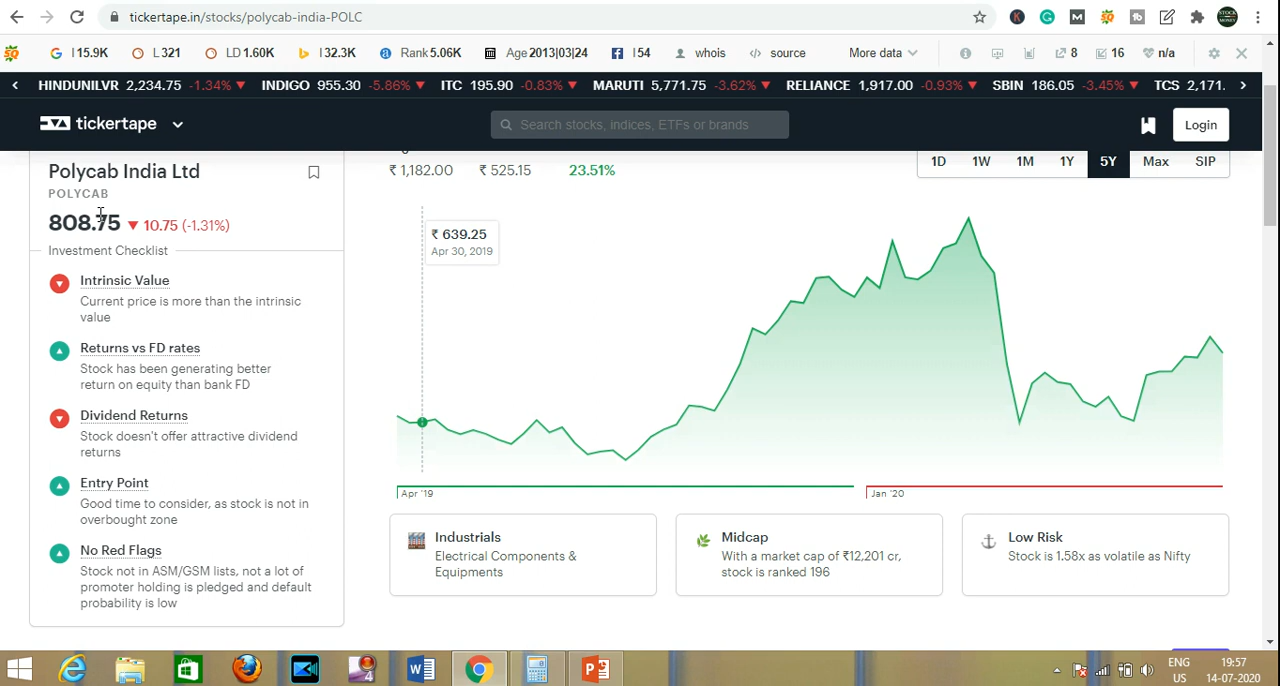 tickertape.in/stocks/polycab-india-POLC
I 15.9K L 321 LD 1.60K I 32.3K Rank 5.06K Age 2013|03|24 I 54 whois source More data 8 16 n/a
HINDUNILVR 2,234.75 -1.34% INDIGO 955.30 -5.86% ITC 195.90 -0.83% MARUTI 5,771.75 -3.62% RELIANCE 1,917.00 -0.93% SBIN 186.05 -3.45% TCS 2,171.
tickertape
Search stocks, indices, ETFs or brands
Login
Polycab India Ltd
POLYCAB
808.75 10.75 (-1.31%)
Investment Checklist
Intrinsic Value
Current price is more than the intrinsic
value
Returns vs FD rates
Stock has been generating better
return on equity than bank FD
Dividend Returns
Stock doesn't offer attractive dividend
returns
Entry Point
Good time to consider, as stock is not in
overbought zone
No Red Flags
Stock not in ASM/GSM lists, not a lot of
promoter holding is pledged and default
probability is low
₹ 1,182.00 ₹ 525.15 23.51%
1D 1W 1M 1Y 5Y Max SIP
₹ 639.25
Apr 30, 2019
Apr '19 Jan '20
Industrials
Electrical Components &
Equipments
Midcap
With a market cap of ₹12,201 cr,
stock is ranked 196
Low Risk
Stock is 1.58x as volatile as Nifty
ENG
US
19:57
14-07-2020